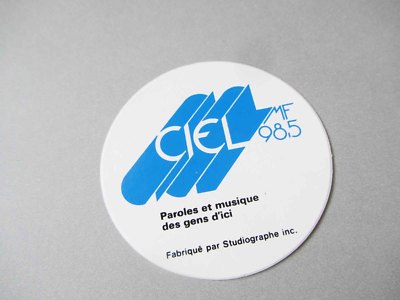 CIEL
MF
98,5
Paroles et musique
des gens d'ici
Fabriqué par Studiographe inc.